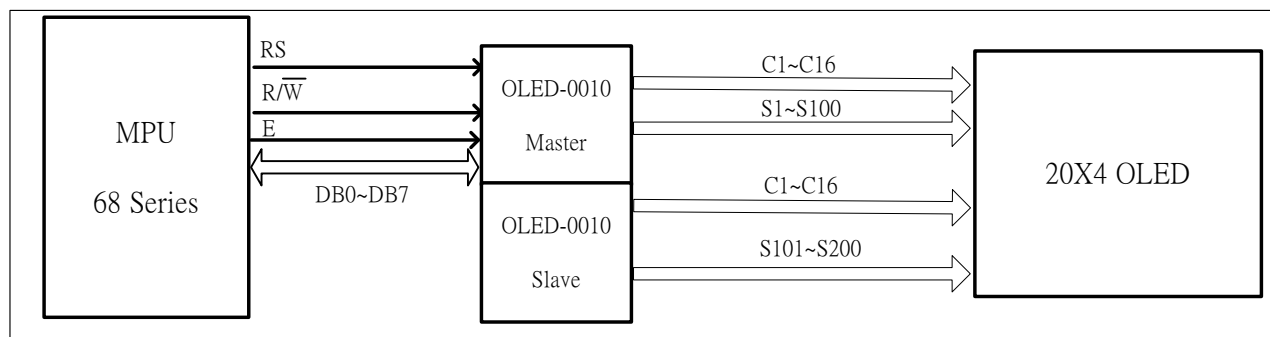 MPU
68 Series
RS
R/W̅
E
DB0~DB7
OLED-0010
Master
OLED-0010
Slave
C1~C16
S1~S100
C1~C16
S101~S200
20X4 OLED